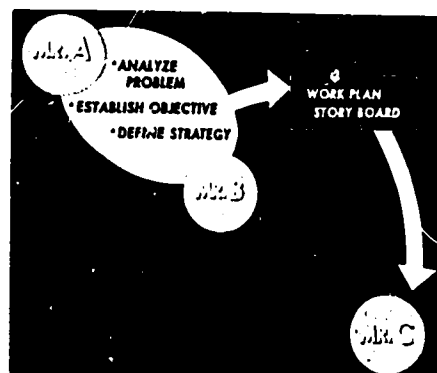 MR. A
• ANALYZE
PROBLEM
• ESTABLISH OBJECTIVE
• DEFINE STRATEGY
MR. B
WORK PLAN
STORY BOARD
MR. C